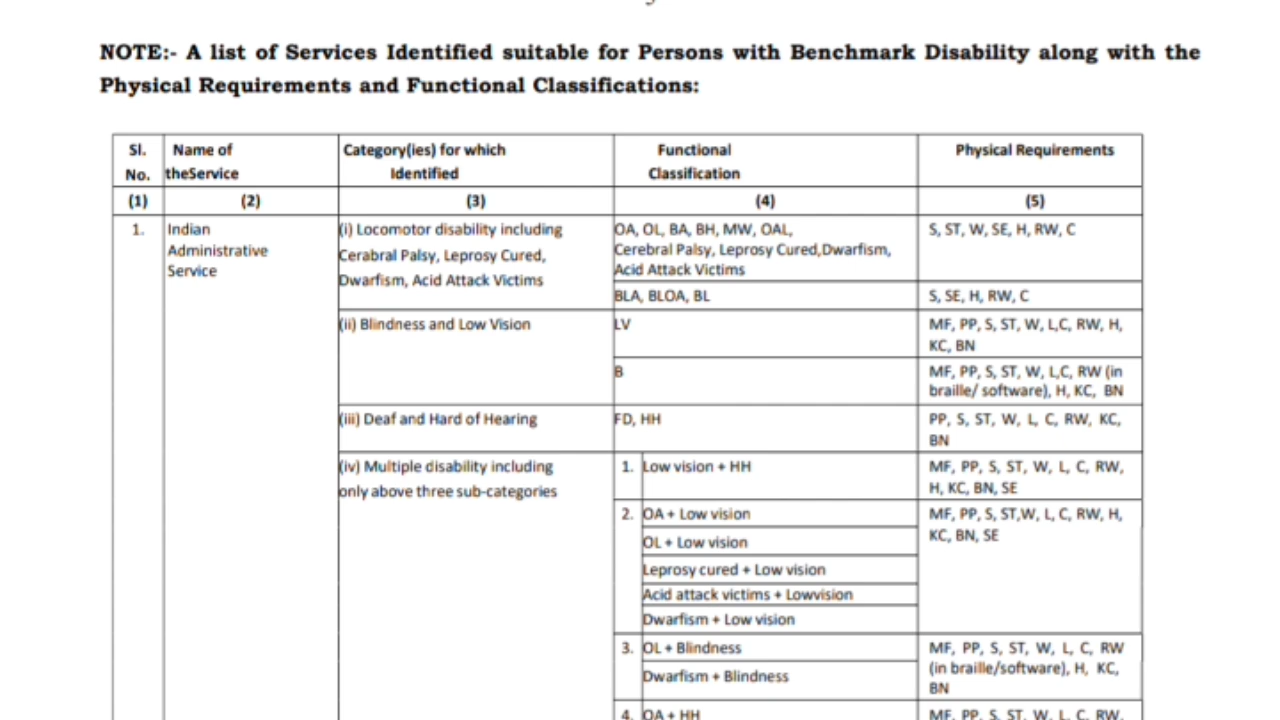 NOTE:- A list of Services Identified suitable for Persons with Benchmark Disability along with the
Physical Requirements and Functional Classifications:
Sl. No.
Name of theService
Category(ies) for which Identified
Functional Classification
Physical Requirements
(1)
(2)
(3)
(4)
(5)
1.
Indian
Administrative
Service
(i) Locomotor disability including
Cerabral Palsy, Leprosy Cured,
Dwarfism, Acid Attack Victims
OA, OL, BA, BH, MW, OAL,
Cerebral Palsy, Leprosy Cured,Dwarfism,
Acid Attack Victims
S, ST, W, SE, H, RW, C
BLA, BLOA, BL
S, SE, H, RW, C
(ii) Blindness and Low Vision
LV
MF, PP, S, ST, W, L,C, RW, H,
KC, BN
B
MF, PP, S, ST, W, L,C, RW (in
braille/ software), H, KC, BN
(iii) Deaf and Hard of Hearing
FD, HH
PP, S, ST, W, L, C, RW, KC,
BN
(iv) Multiple disability including
only above three sub-categories
1. Low vision + HH
MF, PP, S, ST, W, L, C, RW,
H, KC, BN, SE
2. OA + Low vision
OL + Low vision
Leprosy cured + Low vision
Acid attack victims + Lowvision
Dwarfism + Low vision
MF, PP, S, ST,W, L, C, RW, H,
KC, BN, SE
3. OL + Blindness
Dwarfism + Blindness
MF, PP, S, ST, W, L, C, RW
(in braille/software), H, KC,
BN
4. OA + HH
MF, PP, S, ST, W, L, C, RW,